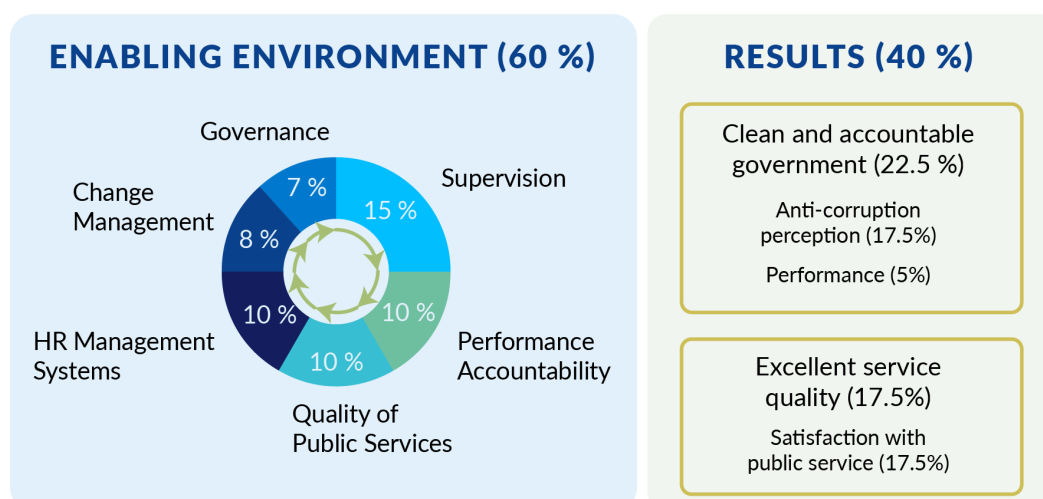 ENABLING ENVIRONMENT (60 %)
Governance
Supervision
Change
Management
7 %
15 %
8 %
10 %
10 %
10 %
HR Management
Systems
Performance
Accountability
Quality of
Public Services
RESULTS (40 %)
Clean and accountable
government (22.5 %)
Anti-corruption
perception (17.5%)
Performance (5%)
Excellent service
quality (17.5%)
Satisfaction with
public service (17.5%)